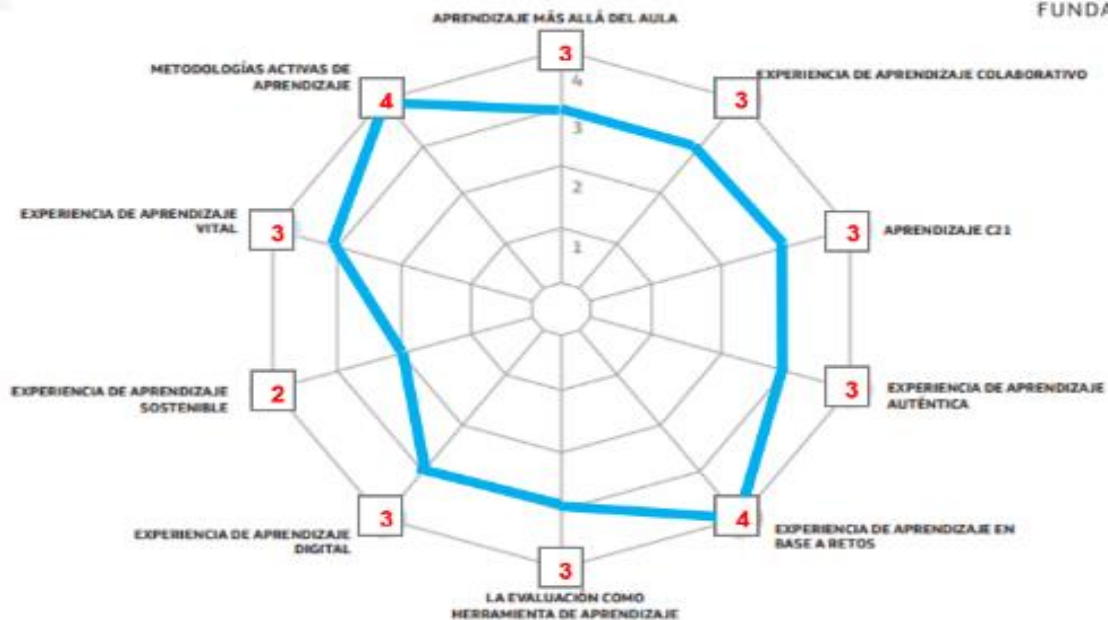 FUNDA
APRENDIZAJE MÁS ALLÁ DEL AULA
3
METODOLOGÍAS ACTIVAS DE
APRENDIZAJE
4
EXPERIENCIA DE APRENDIZAJE COLABORATIVO
3
4
3
2
1
EXPERIENCIA DE APRENDIZAJE
VITAL
3
APRENDIZAJE C21
3
EXPERIENCIA DE APRENDIZAJE
SOSTENIBLE
2
EXPERIENCIA DE APRENDIZAJE
AUTÉNTICA
3
EXPERIENCIA DE APRENDIZAJE
DIGITAL
3
EXPERIENCIA DE APRENDIZAJE EN
BASE A RETOS
4
3
LA EVALUACIÓN COMO
HERRAMIENTA DE APRENDIZAJE